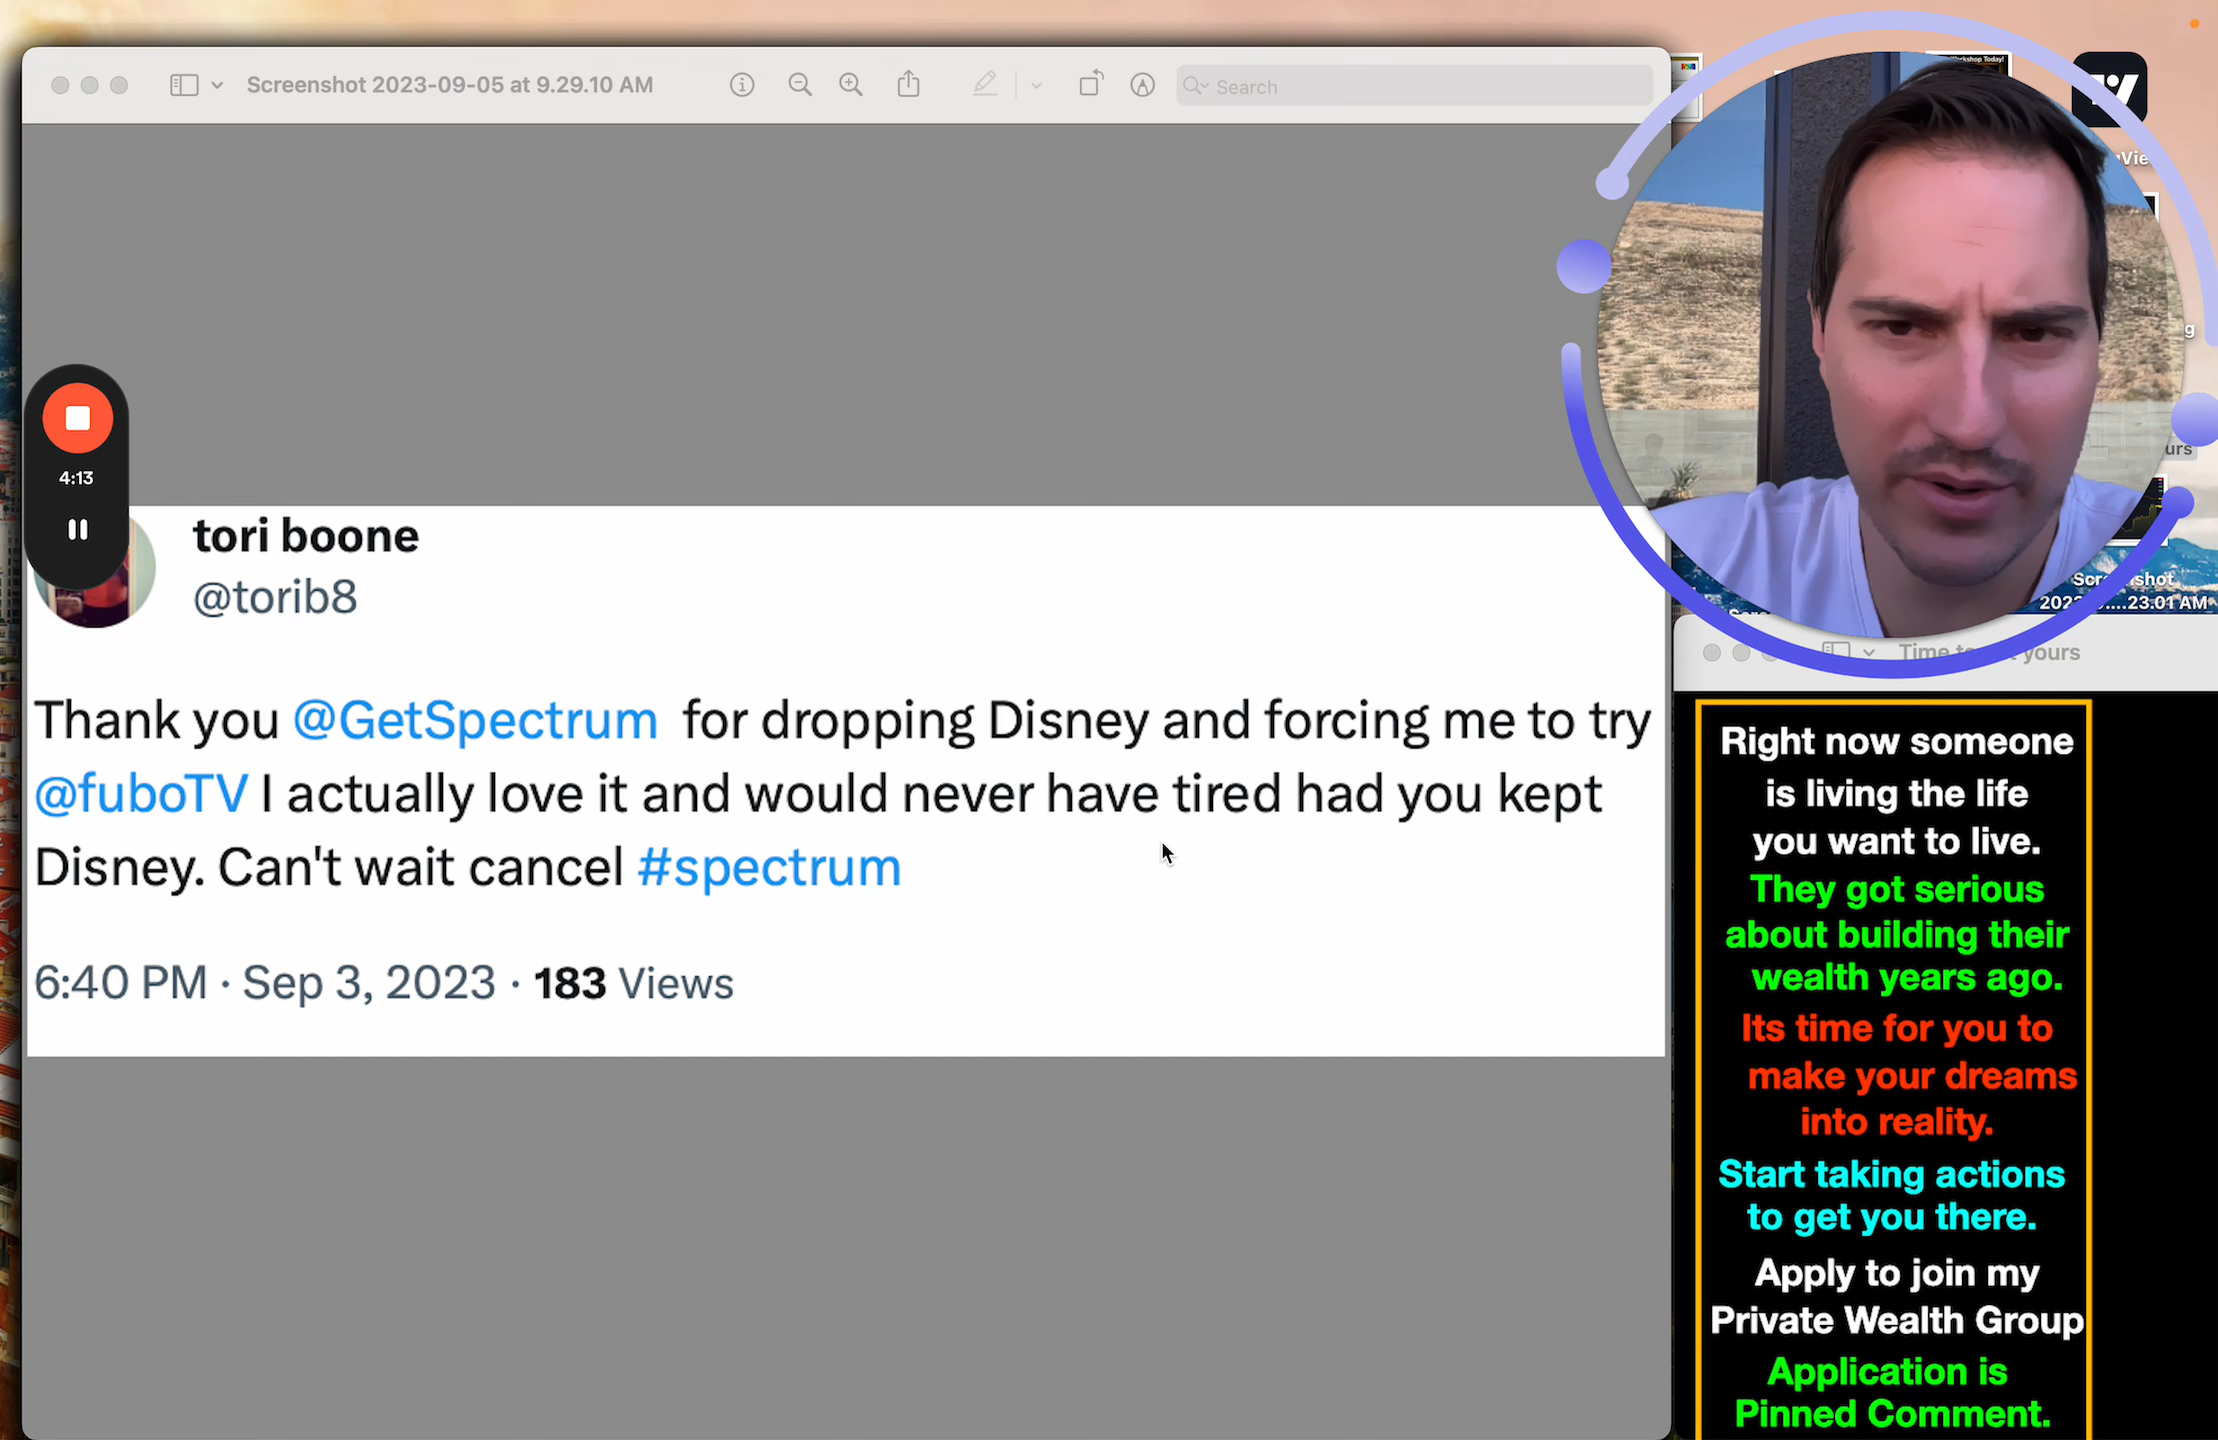 Screenshot 2023-09-05 at 9.29.10 AM
Search
4:13
tori boone
@torib8
Thank you @GetSpectrum for dropping Disney and forcing me to try
@fuboTV I actually love it and would never have tired had you kept
Disney. Can't wait cancel #spectrum
6:40 PM · Sep 3, 2023 · 183 Views
Workshop Today!
23.01 AM
yours
Right now someone
is living the life
you want to live.
They got serious
about building their
wealth years ago.
Its time for you to
make your dreams
into reality.
Start taking actions
to get you there.
Apply to join my
Private Wealth Group
Application is
Pinned Comment.